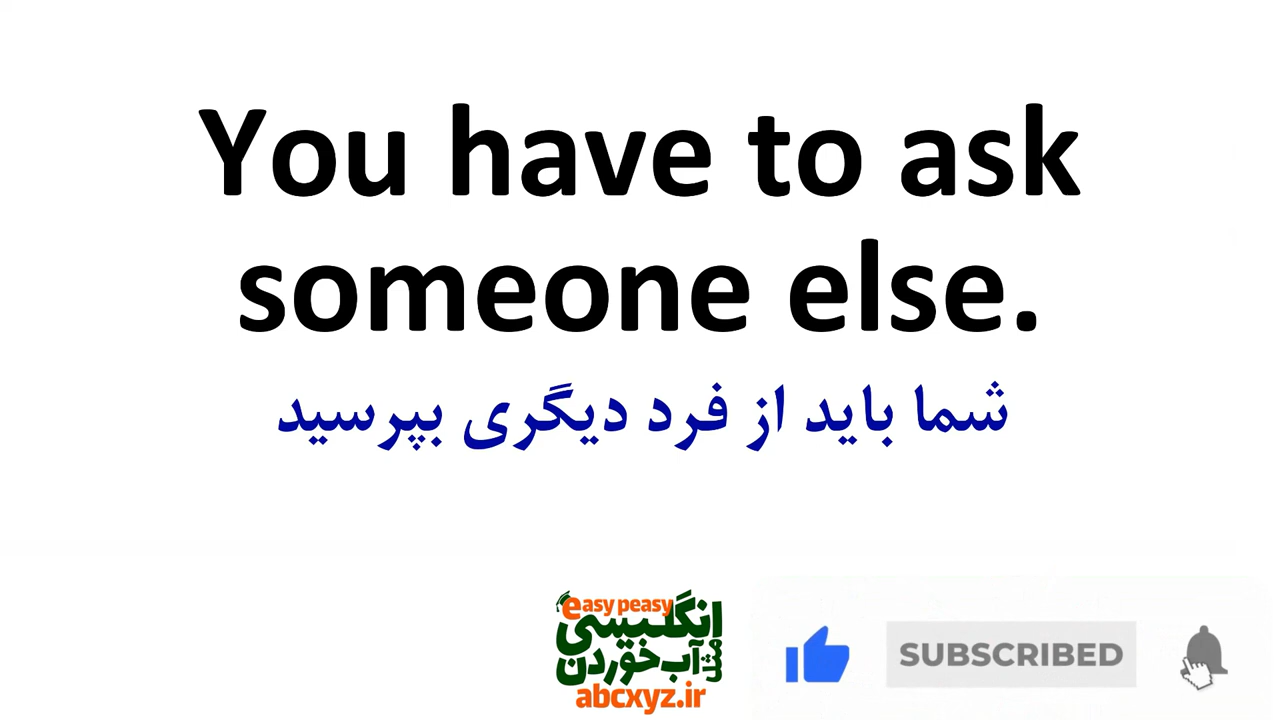 You have to ask
someone else.
شما باید از فرد دیگری بپرسید
easy peasy
انگلیسی
مثل
آب خوردن
abcxyz.ir
SUBSCRIBED